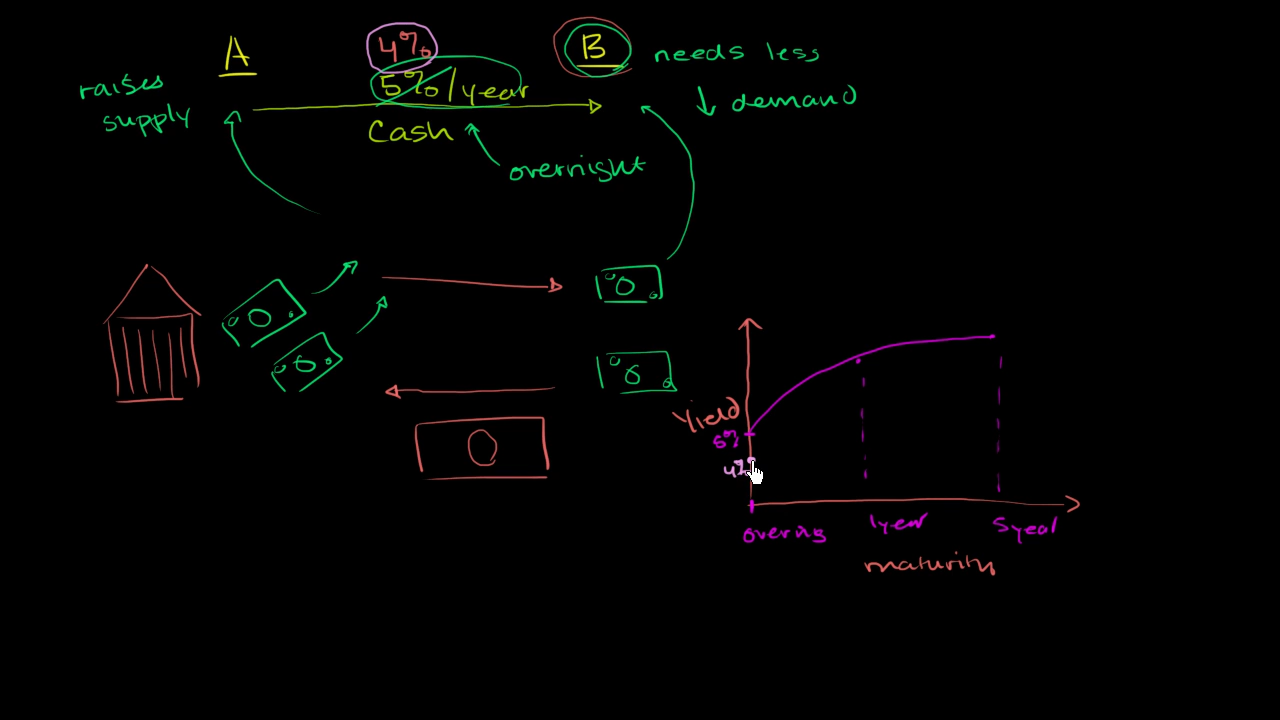 A
4%
B
needs less
raises
supply
5%/year
↓ demand
Cash
overnight
Yield
5%
4%
overnig
1year
5year
maturity